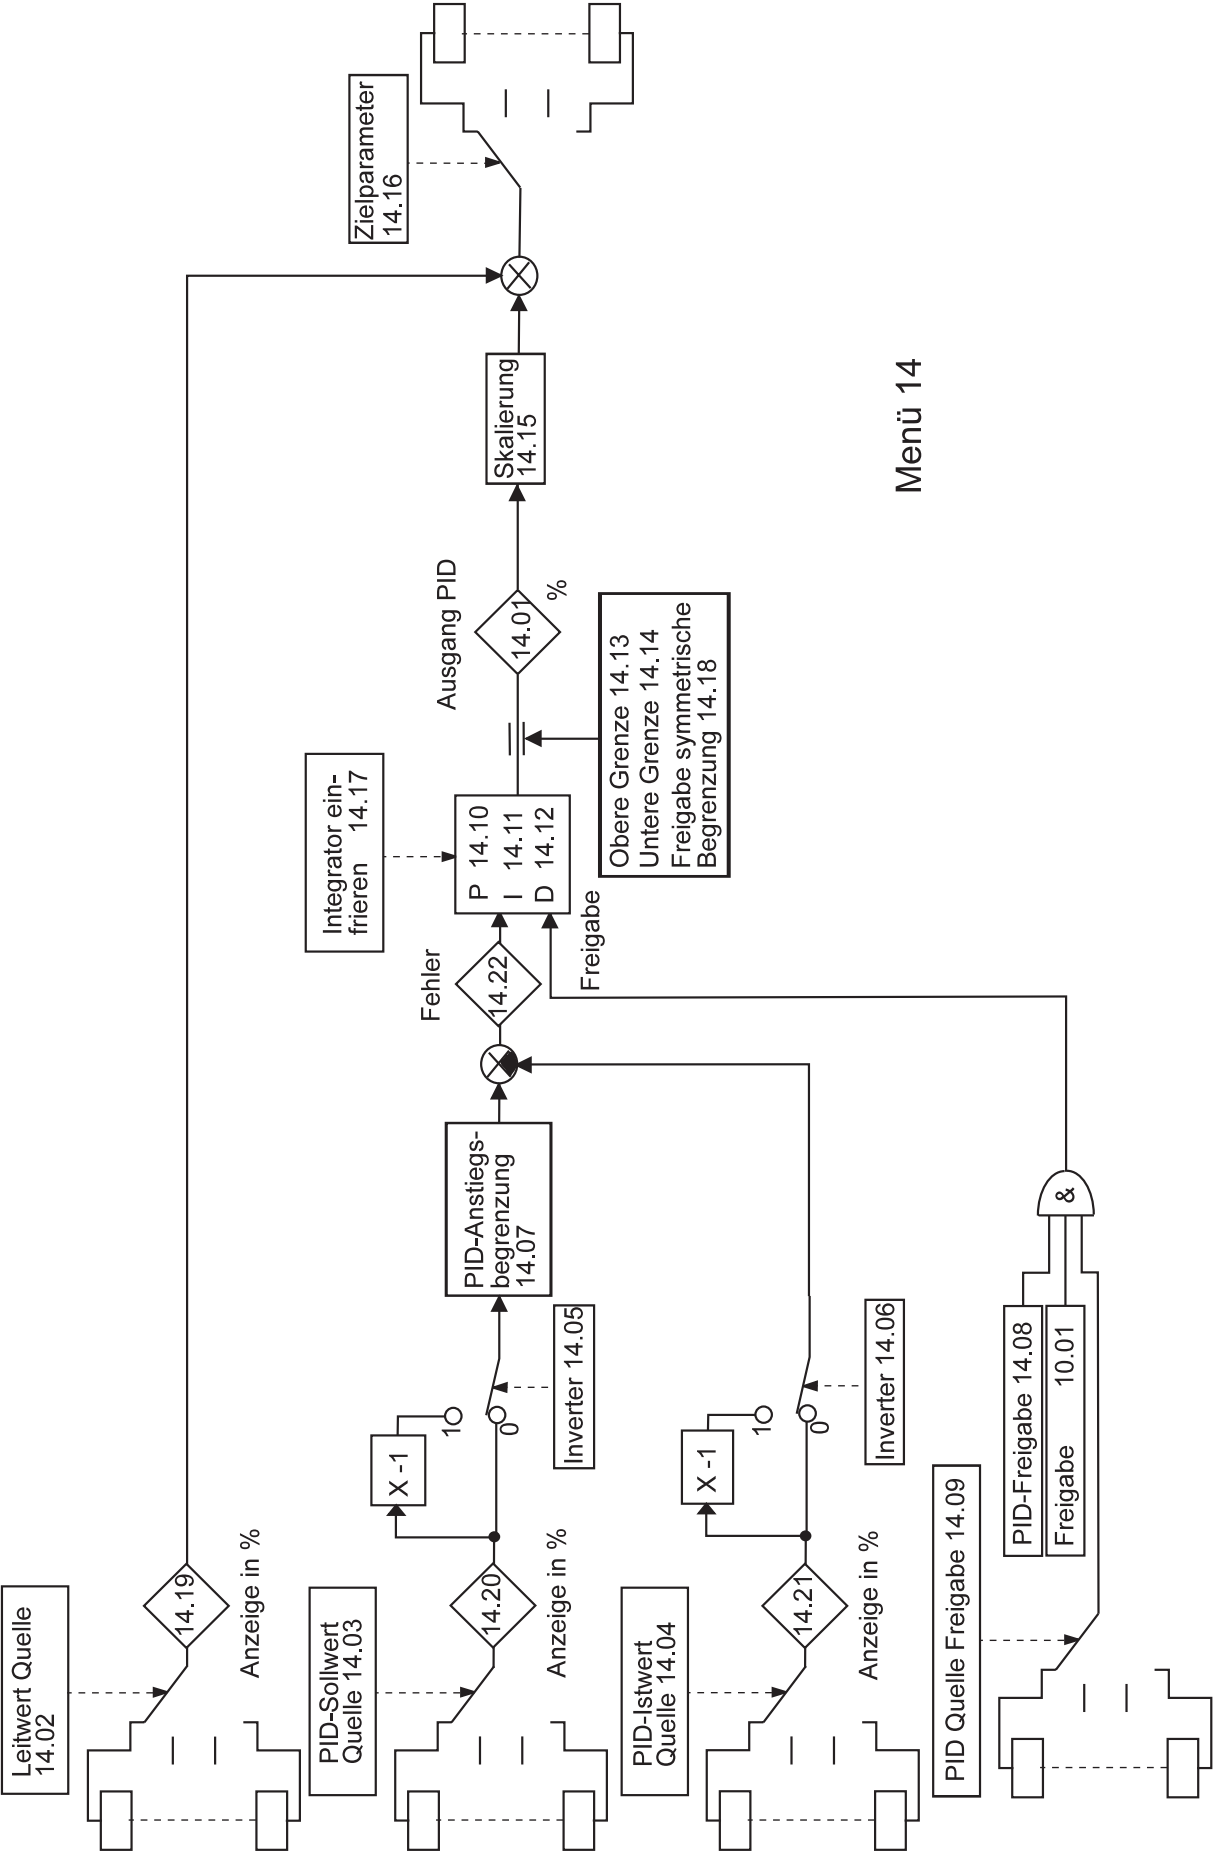 Leitwert Quelle
14.02
14.19
Anzeige in %
PID-Sollwert
Quelle 14.03
14.20
Anzeige in %
X -1
1
0
Inverter 14.05
PID-Anstiegs-
begrenzung
14.07
PID-Istwert
Quelle 14.04
14.21
Anzeige in %
X -1
1
0
Inverter 14.06
PID Quelle Freigabe 14.09
PID-Freigabe 14.08
Freigabe 10.01
&
Fehler
14.22
Freigabe
Integrator ein-
frieren 14.17
P 14.10
I 14.11
D 14.12
Obere Grenze 14.13
Untere Grenze 14.14
Freigabe symmetrische
Begrenzung 14.18
Ausgang PID
14.01
%
Skalierung
14.15
Zielparameter
14.16
Menü 14